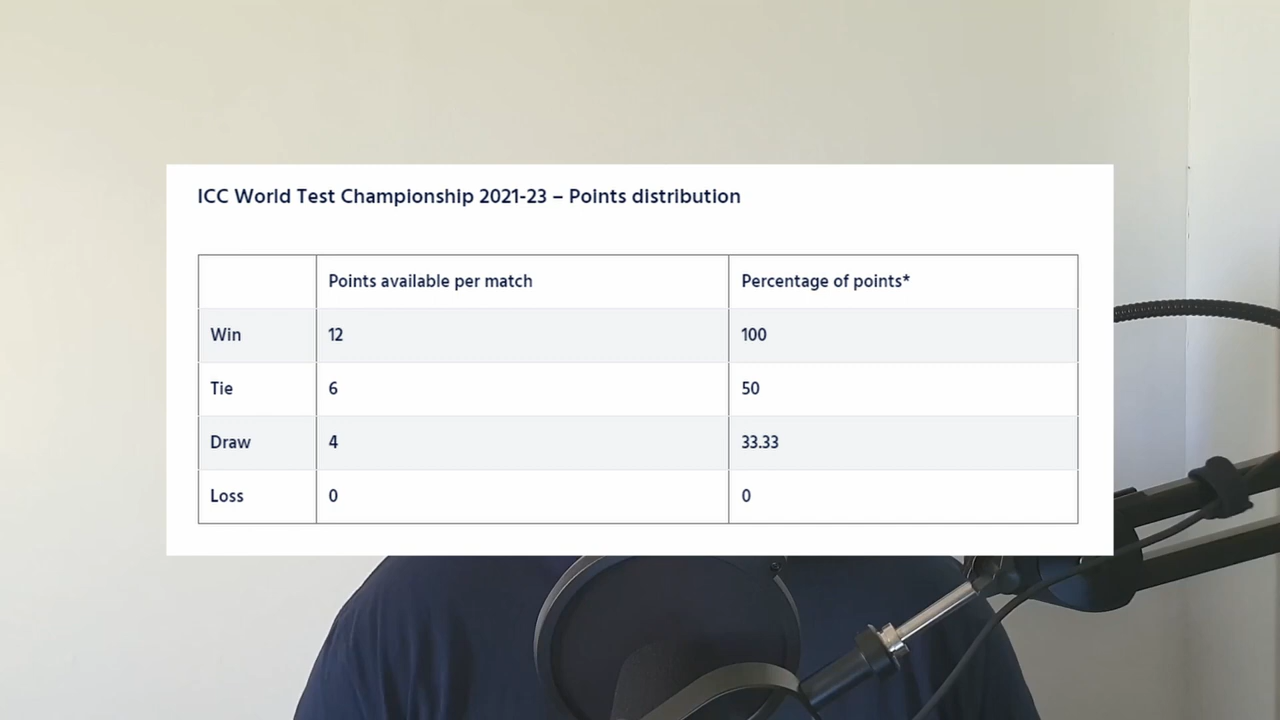 ICC World Test Championship 2021-23 – Points distribution
Points available per match Percentage of points*
Win 12 100
Tie 6 50
Draw 4 33.33
Loss 0 0